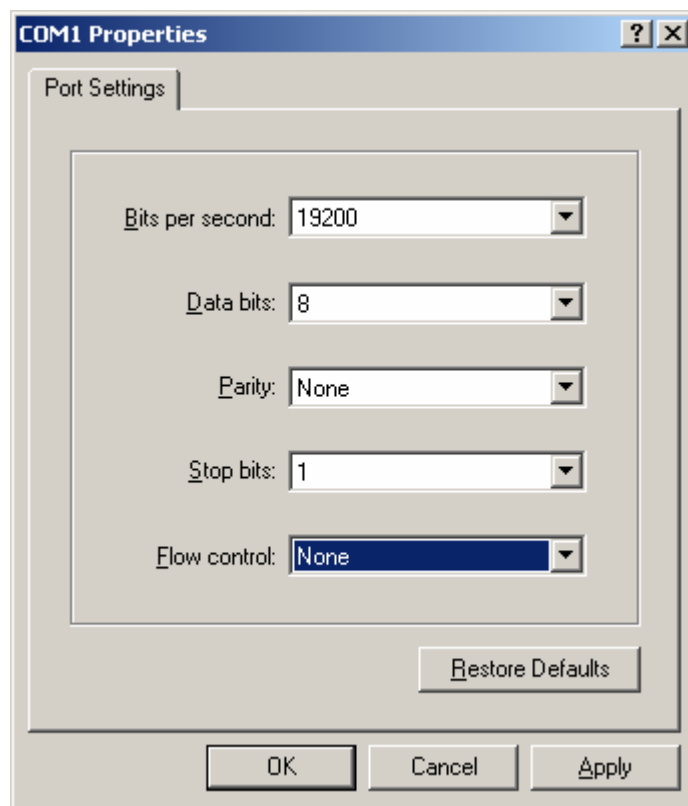 COM1 Properties
Port Settings
Bits per second: 19200
Data bits: 8
Parity: None
Stop bits: 1
Flow control: None
Restore Defaults
OK Cancel Apply